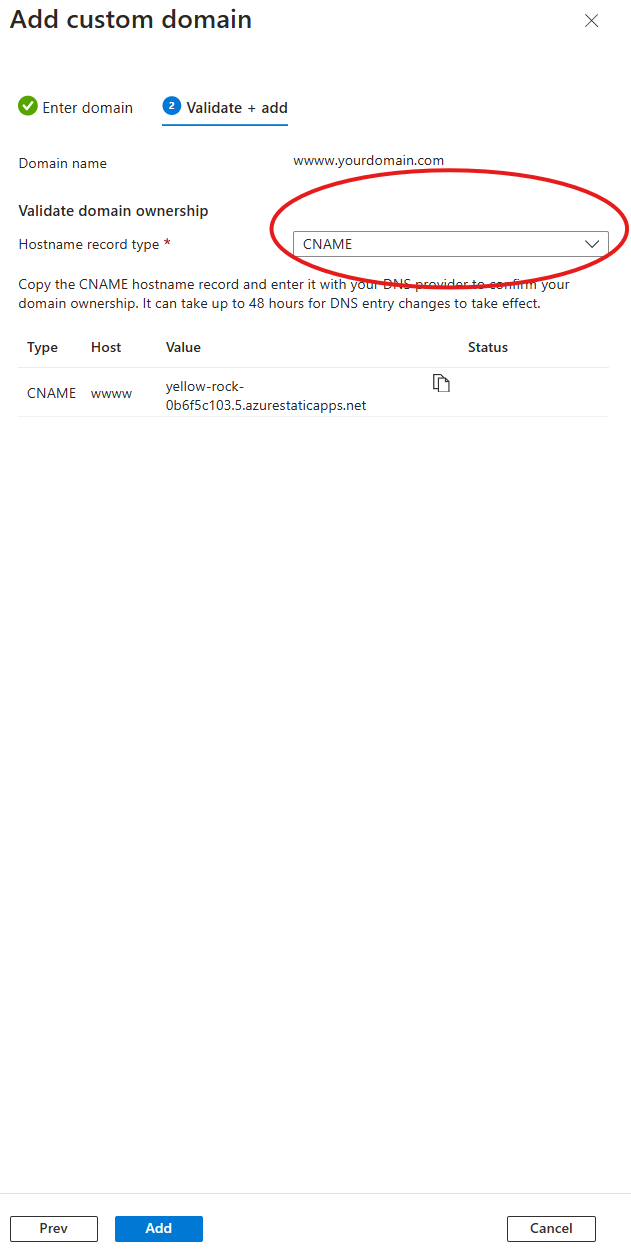 Add custom domain
Enter domain
2 Validate + add
Domain name
wwww.yourdomain.com
Validate domain ownership
Hostname record type *
CNAME
Copy the CNAME hostname record and enter it with your DNS provider to confirm your
domain ownership. It can take up to 48 hours for DNS entry changes to take effect.
Type Host Value Status
CNAME wwww yellow-rock-
0b6f5c103.5.azurestaticapps.net
Prev Add Cancel